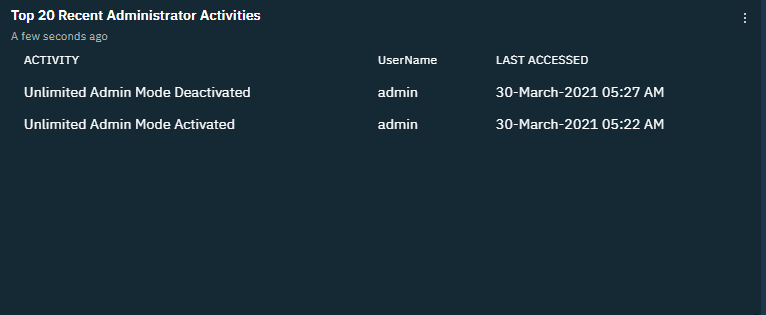 Top 20 Recent Administrator Activities
A few seconds ago
ACTIVITY UserName LAST ACCESSED
Unlimited Admin Mode Deactivated admin 30-March-2021 05:27 AM
Unlimited Admin Mode Activated admin 30-March-2021 05:22 AM